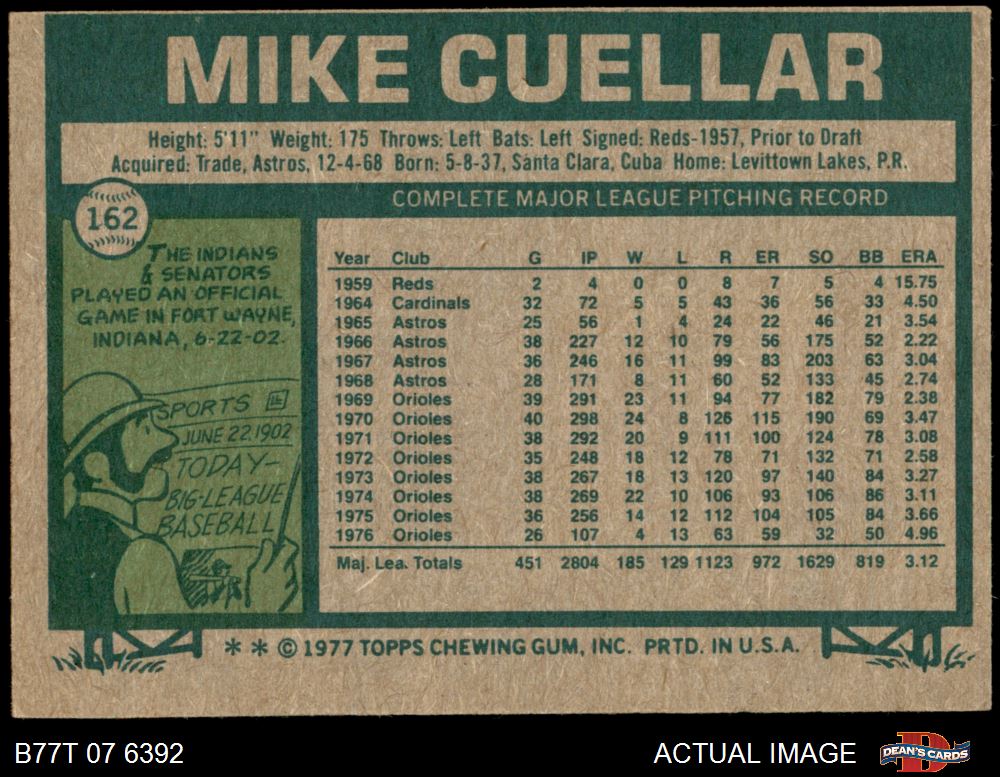 MIKE CUELLAR
Height: 5'11" Weight: 175 Throws: Left Bats: Left Signed: Reds-1957, Prior to Draft
Acquired: Trade, Astros, 12-4-68 Born: 5-8-37, Santa Clara, Cuba Home: Levittown Lakes, P.R.
162
THE INDIANS
& SENATORS
PLAYED AN OFFICIAL
GAME IN FORT WAYNE,
INDIANA, 6-22-02.
SPORTS
JUNE 22, 1902
TODAY-
BIG-LEAGUE
BASEBALL
COMPLETE MAJOR LEAGUE PITCHING RECORD
Year Club G IP W L R ER SO BB ERA
1959 Reds 2 4 0 0 8 7 5 4 15.75
1964 Cardinals 32 72 5 5 43 36 56 33 4.50
1965 Astros 25 56 1 4 24 22 46 21 3.54
1966 Astros 38 227 12 10 79 56 175 52 2.22
1967 Astros 36 246 16 11 99 83 203 63 3.04
1968 Astros 28 171 8 11 60 52 133 45 2.74
1969 Orioles 39 291 23 11 94 77 182 79 2.38
1970 Orioles 40 298 24 8 126 115 190 69 3.47
1971 Orioles 38 292 20 9 111 100 124 78 3.08
1972 Orioles 35 248 18 12 78 71 132 71 2.58
1973 Orioles 38 267 18 13 120 97 140 84 3.27
1974 Orioles 38 269 22 10 106 93 106 86 3.11
1975 Orioles 36 256 14 12 112 104 105 84 3.66
1976 Orioles 26 107 4 13 63 59 32 50 4.96
Maj. Lea. Totals 451 2804 185 129 1123 972 1629 819 3.12
** © 1977 TOPPS CHEWING GUM, INC. PRTD. IN U.S.A.
B77T 07 6392
ACTUAL IMAGE
DEAN'S CARDS